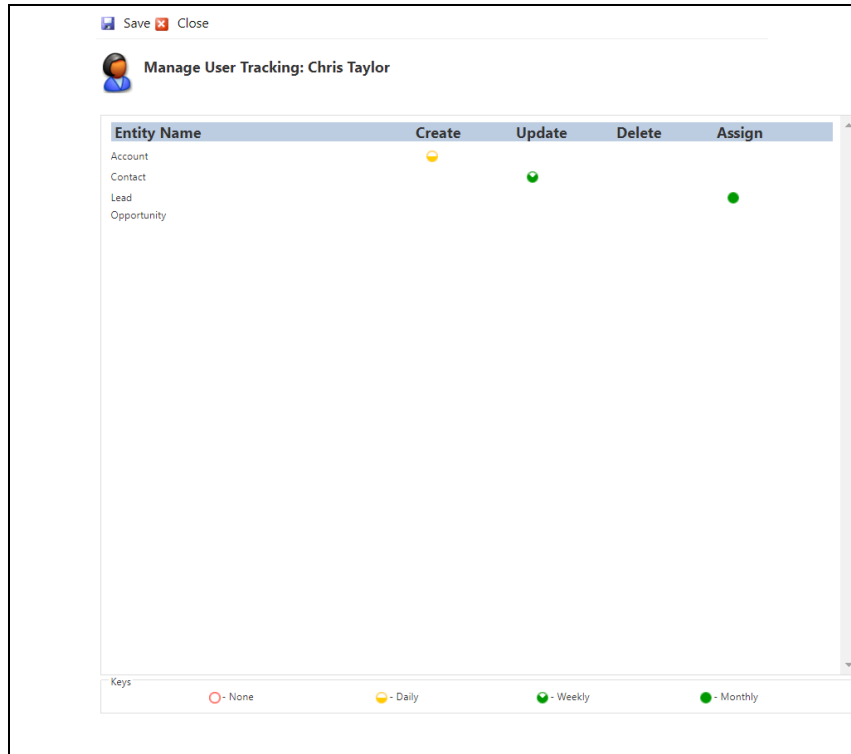 Save Close
Manage User Tracking: Chris Taylor
Entity Name Create Update Delete Assign
Account
Contact
Lead
Opportunity
Keys
- None - Daily - Weekly - Monthly